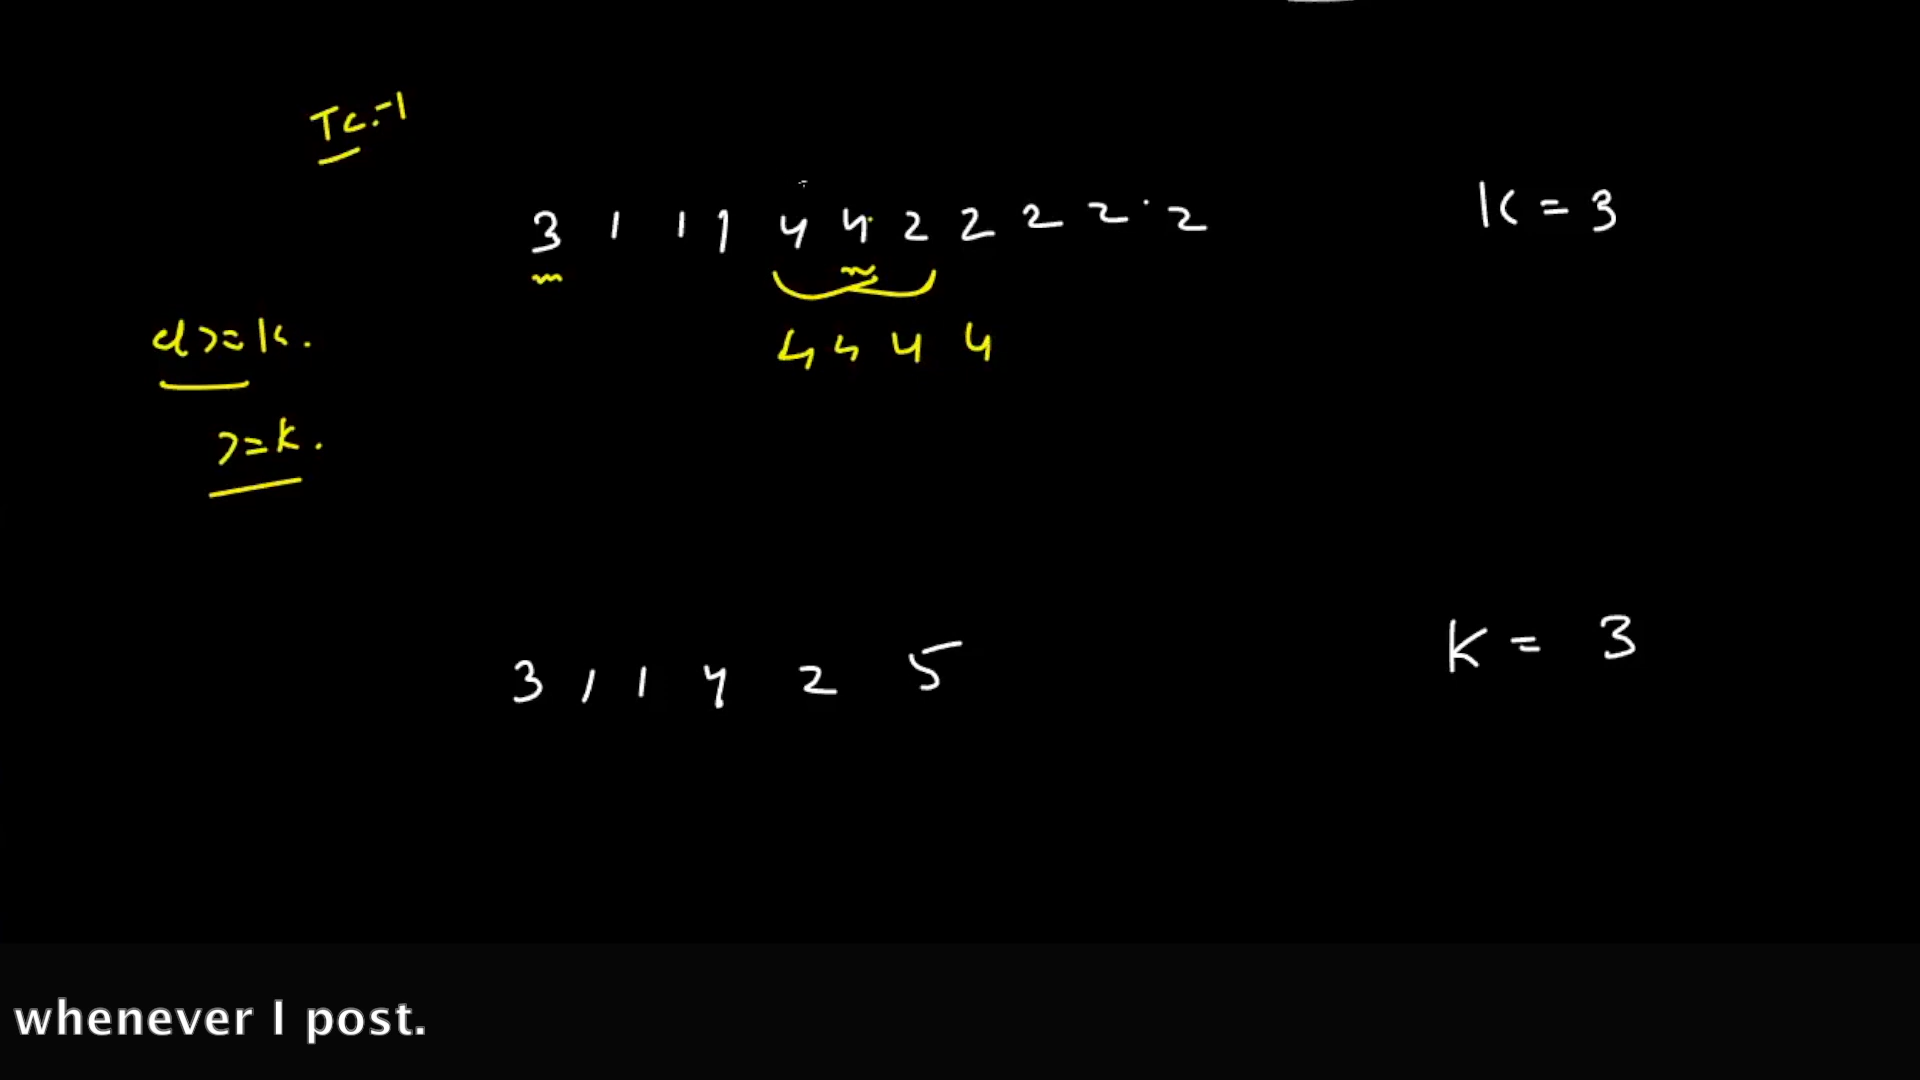 Tc:-1
3 1 1 1 4 4 2 2 2 2 2 K = 3
el >= K.
4 4 4 4
>= K.
3 1 1 4 2 5 K = 3
whenever I post.